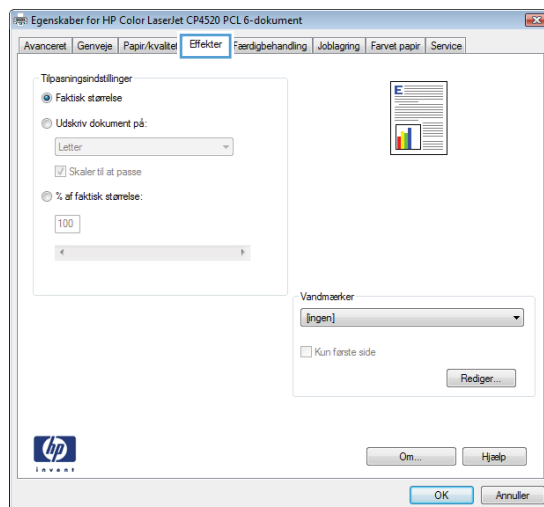 Egenskaber for HP Color LaserJet CP4520 PCL 6-dokument
Avanceret Genveje Papir/kvalitet Effekter Færdigbehandling Joblagring Farvet papir Service
Tilpasningsindstillinger
Faktisk størrelse
Udskriv dokument på:
Letter
Skaler til at passe
% af faktisk størrelse:
100
E
Vandmærker
[ingen]
Kun første side
Rediger...
hp
invent
Om...
Hjælp
OK
Annuller